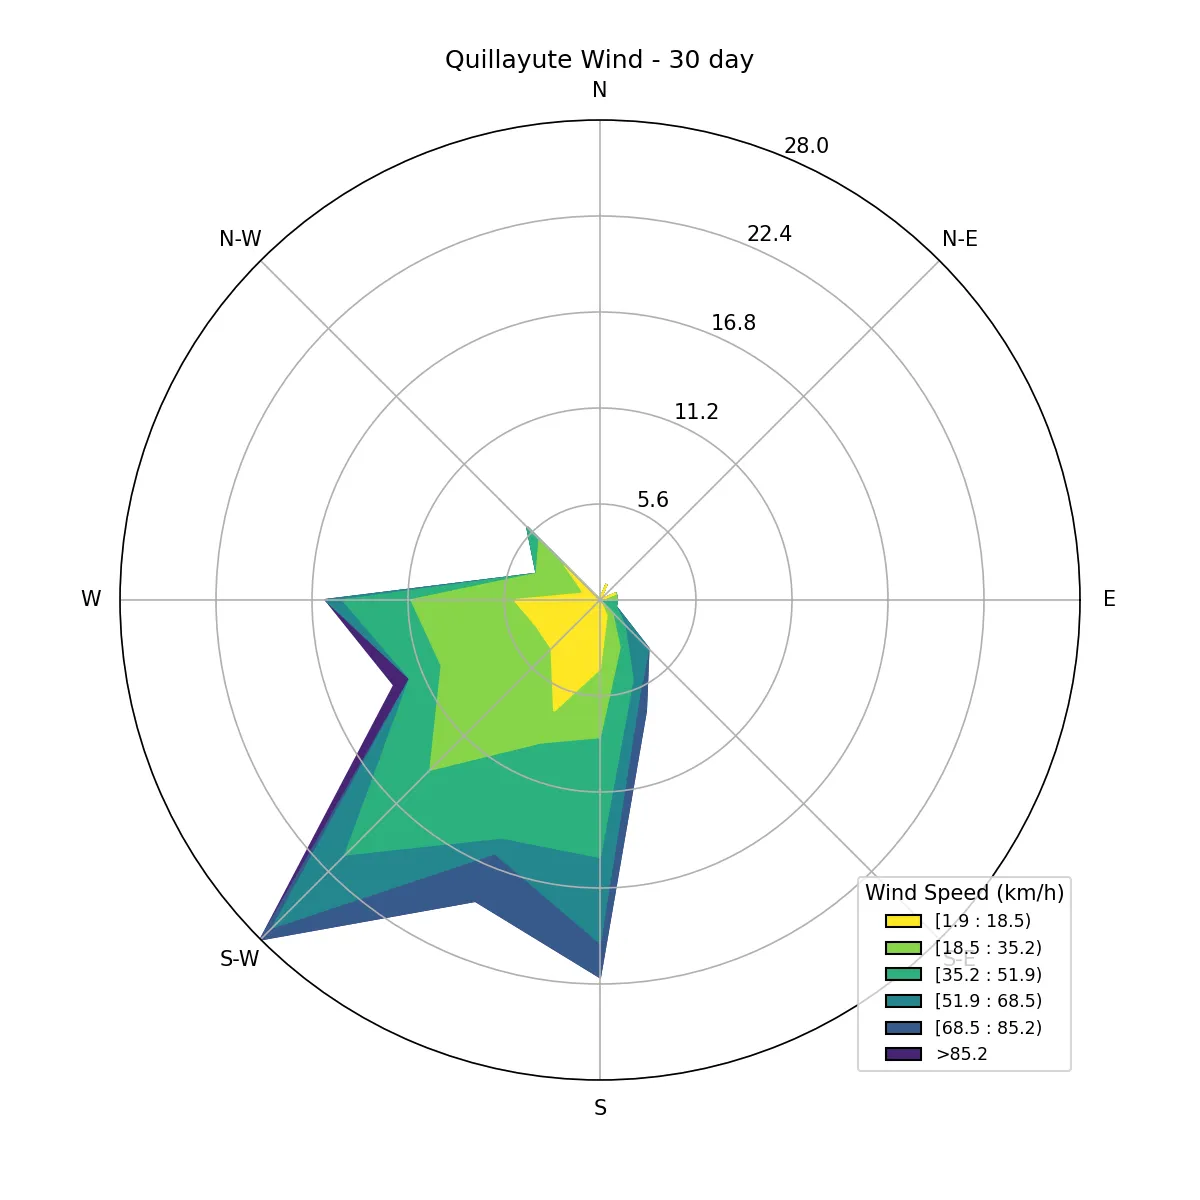 Quillayute Wind - 30 day
N
28.0
N-W
N-E
22.4
16.8
11.2
5.6
W
E
S-W
S-E
S
Wind Speed (km/h)
[1.9 : 18.5)
[18.5 : 35.2)
[35.2 : 51.9)
[51.9 : 68.5)
[68.5 : 85.2)
>85.2